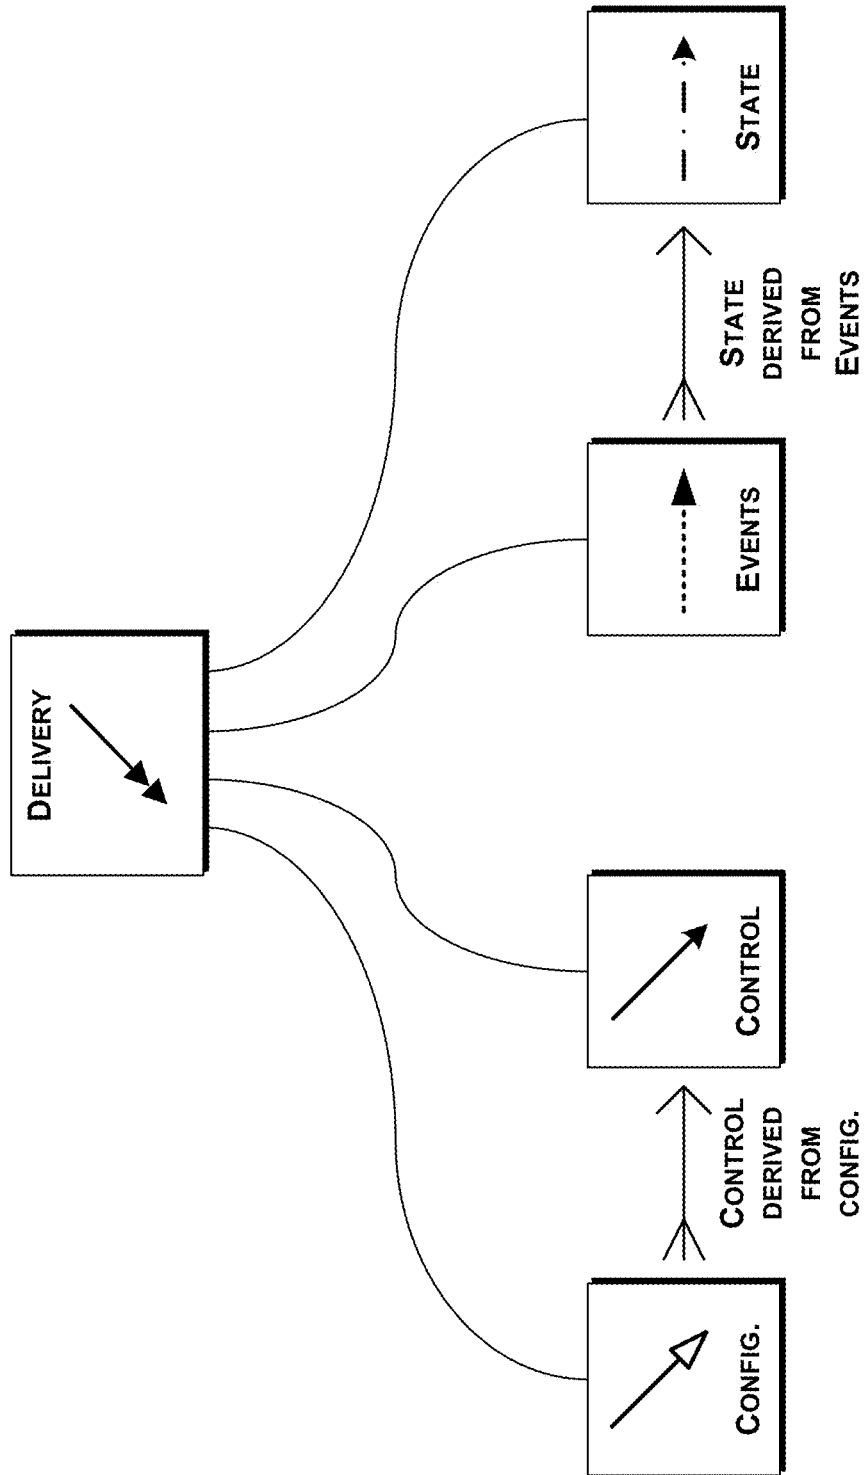 DELIVERY
CONFIG.
CONTROL
DERIVED
FROM
CONFIG.
CONTROL
EVENTS
STATE
DERIVED
FROM
EVENTS
STATE